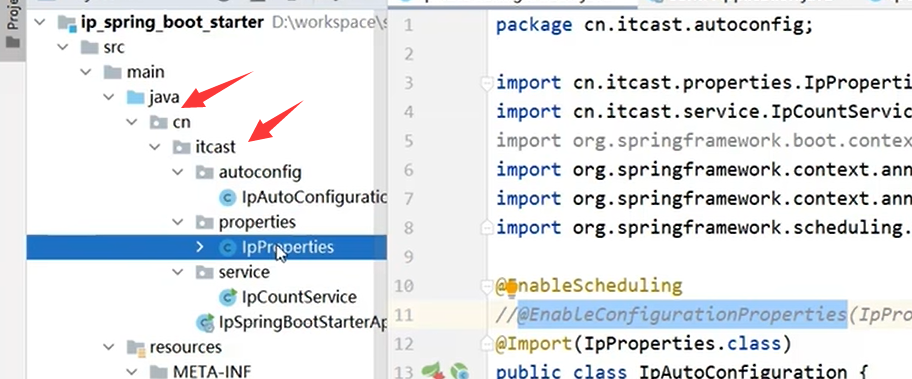 ip_spring_boot_starter D:\workspace\s
src
main
java
cn
itcast
autoconfig
IpAutoConfiguratic
properties
IpProperties
service
IpCountService
IpSpringBootStarterAp
resources
META-INF
Projec
1 package cn.itcast.autoconfig;
2
3 import cn.itcast.properties.IpProperti
4 import cn.itcast.service.IpCountServic
5 import org.springframework.boot.contex
6 import org.springframework.context.ann
7 import org.springframework.context.ann
8 import org.springframework.scheduling.
9
10 @EnableScheduling
11 //@EnableConfigurationProperties(IpPro
12 @Import(IpProperties.class)
13 public class IpAutoConfiguration {